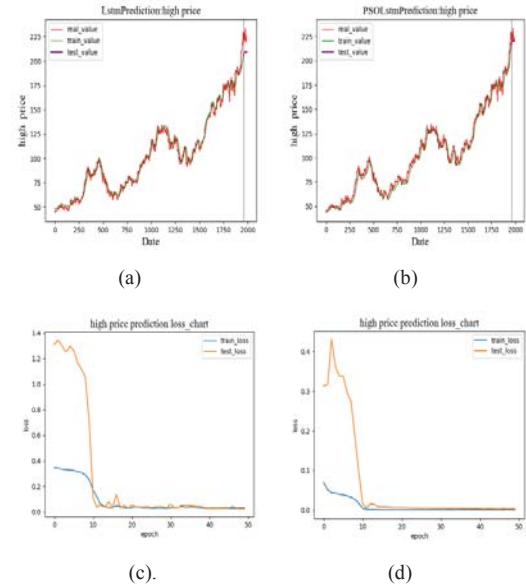 LstmPrediction:high price
real_value
train_value
test_value
225
200
175
150
125
100
75
50
high price
0 250 500 750 1000 1250 1500 1750 2000
Date
(a)
PSOLstmPrediction:high price
real_value
train_value
test_value
225
200
175
150
125
100
75
50
high price
0 250 500 750 1000 1250 1500 1750 2000
Date
(b)
high price prediction loss_chart
train_loss
test_loss
1.4
1.2
1.0
0.8
0.6
0.4
0.2
0.0
loss
0 10 20 30 40 50
epoch
(c).
high price prediction loss_chart
train_loss
test_loss
0.4
0.3
0.2
0.1
0.0
loss
0 10 20 30 40 50
epoch
(d)